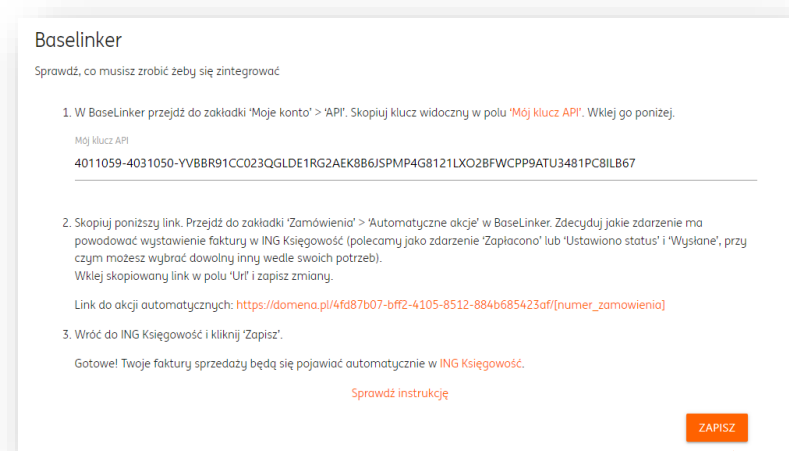 Baselinker
Sprawdź, co musisz zrobić żeby się zintegrować
1. W BaseLinker przejdź do zakładki ‘Moje konto’ > ‘API’. Skopiuj klucz widoczny w polu ‘Mój klucz API’. Wklej go poniżej.
Mój klucz API
4011059-4031050-YVBBR91CC023QGLDE1RG2AEK8B6JSPMP4G8121LXO2BFWCPP9ATU3481PC8ILB67
2. Skopiuj poniższy link. Przejdź do zakładki ‘Zamówienia’ > ‘Automatyczne akcje’ w BaseLinker. Zdecyduj jakie zdarzenie ma
powodować wystawienie faktury w ING Księgowość (polecamy jako zdarzenie ‘Zapłacono’ lub ‘Ustawiono status’ i ‘Wysłane’, przy
czym możesz wybrać dowolny inny wedle swoich potrzeb).
Wklej skopiowany link w polu ‘Url’ i zapisz zmiany.
Link do akcji automatycznych: https://domena.pl/4fd87b07-bff2-4105-8512-884b685423af/[numer_zamowienia]
3. Wróć do ING Księgowość i kliknij ‘Zapisz’.
Gotowe! Twoje faktury sprzedaży będą się pojawiać automatycznie w ING Księgowość.
Sprawdź instrukcję
ZAPISZ